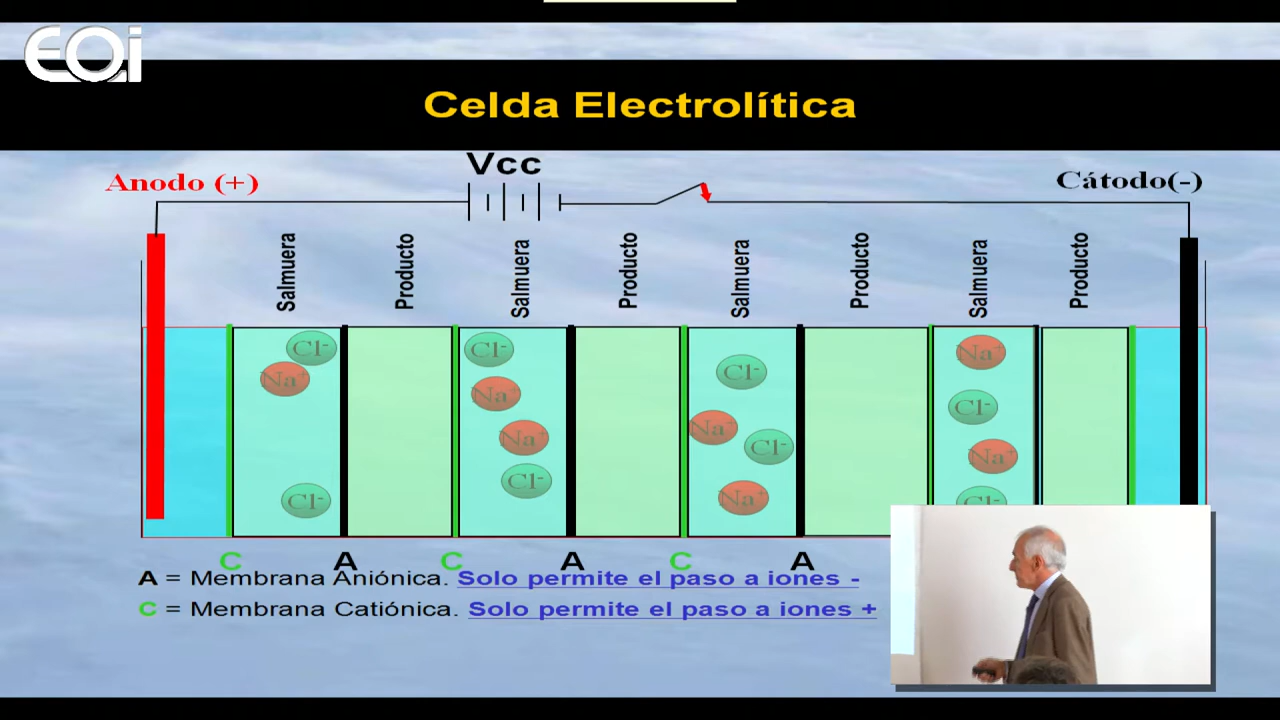 EOi
Celda Electrolítica
Vcc
Anodo (+)
Cátodo(-)
Salmuera
Producto
Salmuera
Producto
Salmuera
Producto
Salmuera
Producto
Cl-
Na+
Cl-
Cl-
Na+
Na+
Cl-
Cl-
Na+
Cl-
Na+
Na+
Cl-
Na+
Cl-
C A C A C A
A = Membrana Aniónica. Solo permite el paso a iones -
C = Membrana Catiónica. Solo permite el paso a iones +